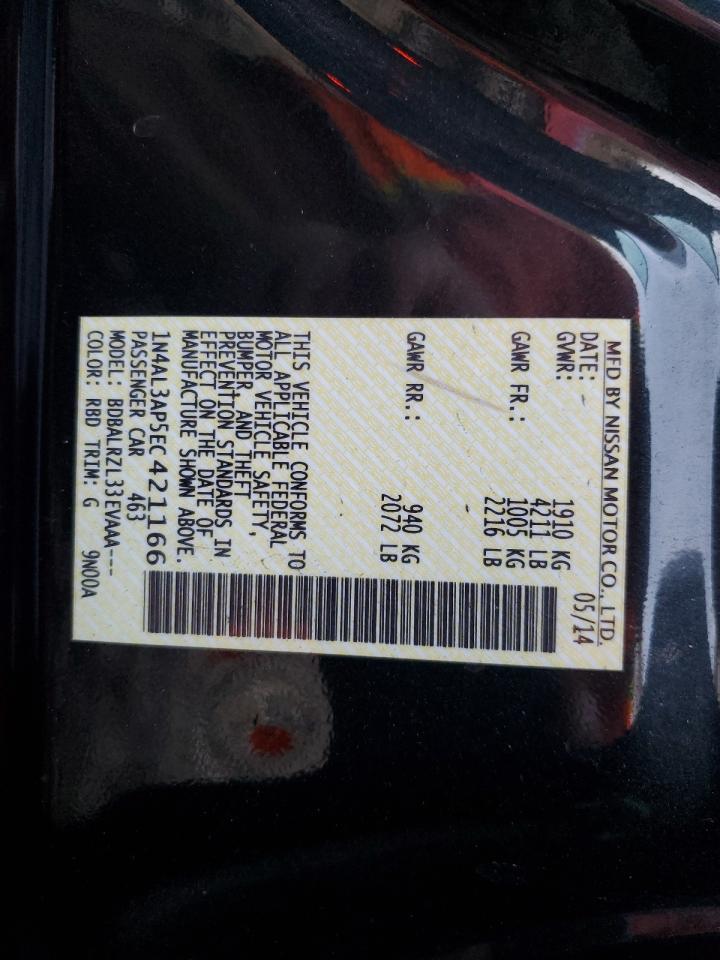 MFD BY NISSAN MOTOR CO., LTD.
DATE: 05/14
GVWR: 1910 KG
4211 LB
GAWR FR.: 1005 KG
2216 LB
GAWR RR.: 940 KG
2072 LB
THIS VEHICLE CONFORMS TO
ALL APPLICABLE FEDERAL
MOTOR VEHICLE SAFETY,
BUMPER, AND THEFT
PREVENTION STANDARDS IN
EFFECT ON THE DATE OF
MANUFACTURE SHOWN ABOVE.
1N4AL3AP5EC421166
PASSENGER CAR 463
MODEL: BDBALRZL33EVAAA---
COLOR: RBD TRIM: G 9N00A